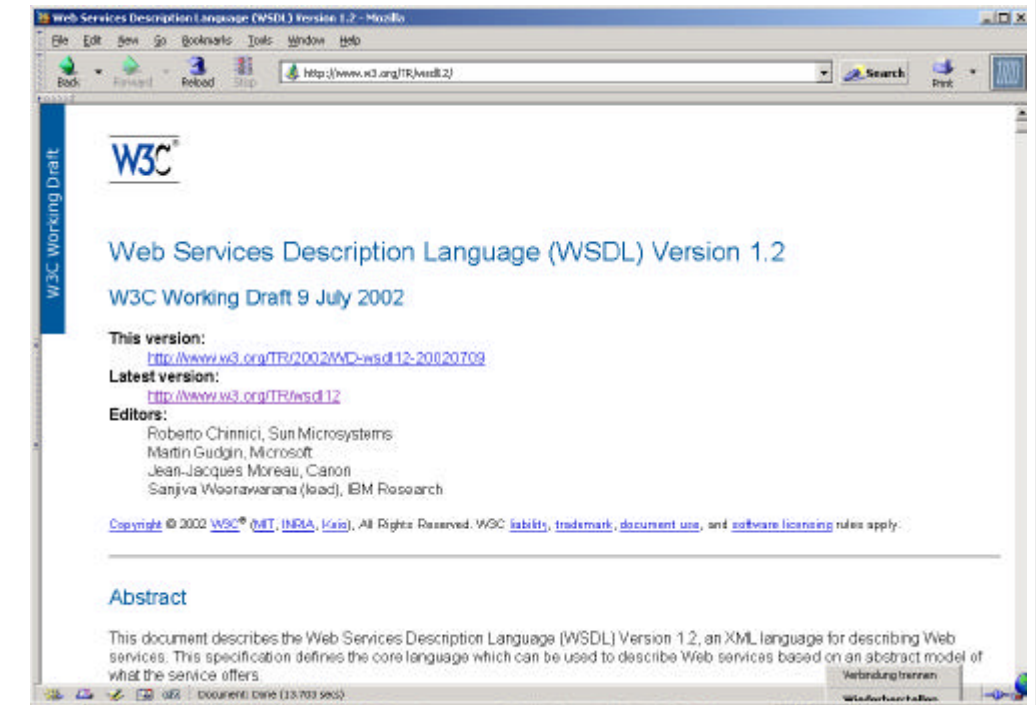 Web Services Description Language (WSDL) Version 1.2 - Mozilla
File Edit View Go Bookmarks Tools Window Help
Back Forward Reload Stop http://www.w3.org/TR/wsdl12/ Search Print
W3C Working Draft
W3C®
Web Services Description Language (WSDL) Version 1.2
W3C Working Draft 9 July 2002
This version:
http://www.w3.org/TR/2002/WD-wsdl12-20020709
Latest version:
http://www.w3.org/TR/wsdl12
Editors:
Roberto Chinnici, Sun Microsystems
Martin Gudgin, Microsoft
Jean-Jacques Moreau, Canon
Sanjiva Weerawarana (lead), IBM Research
Copyright © 2002 W3C® (MIT, INRIA, Keio), All Rights Reserved. W3C liability, trademark, document use, and software licensing rules apply.
Abstract
This document describes the Web Services Description Language (WSDL) Version 1.2, an XML language for describing Web
services. This specification defines the core language which can be used to describe Web services based on an abstract model of
what the service offers.
Verbindung trennen
Document: Done (13.703 secs)
Wiederherstellen